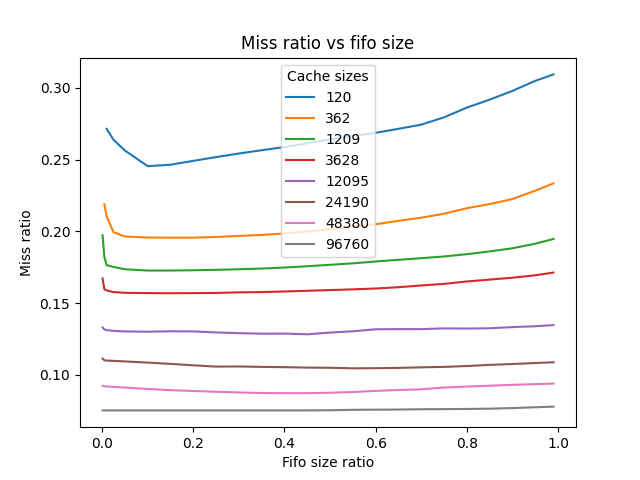 Miss ratio vs fifo size
Cache sizes
120
362
1209
3628
12095
24190
48380
96760
0.30
0.25
0.20
0.15
0.10
Miss ratio
0.0 0.2 0.4 0.6 0.8 1.0
Fifo size ratio